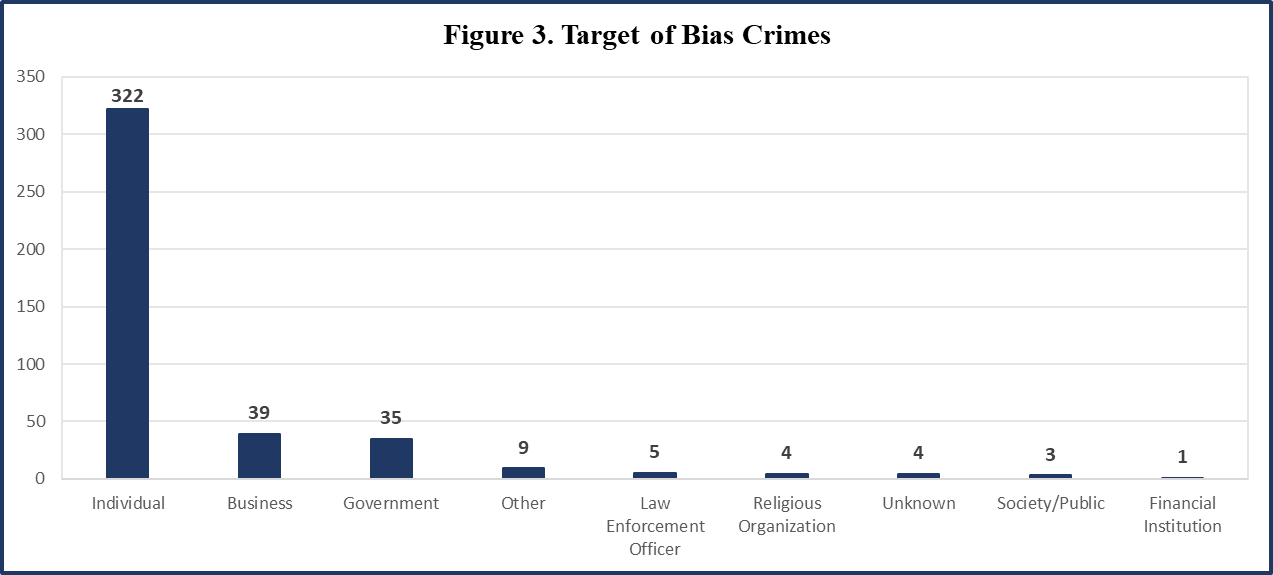 Figure 3. Target of Bias Crimes
350
300
250
200
150
100
50
0
322
39
35
9
5
4
4
3
1
Individual
Business
Government
Other
Law
Enforcement
Officer
Religious
Organization
Unknown
Society/Public
Financial
Institution